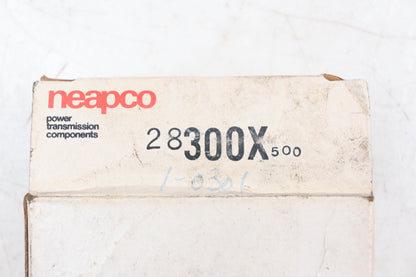 neapco
power
transmission
components
28300X500
1-0301